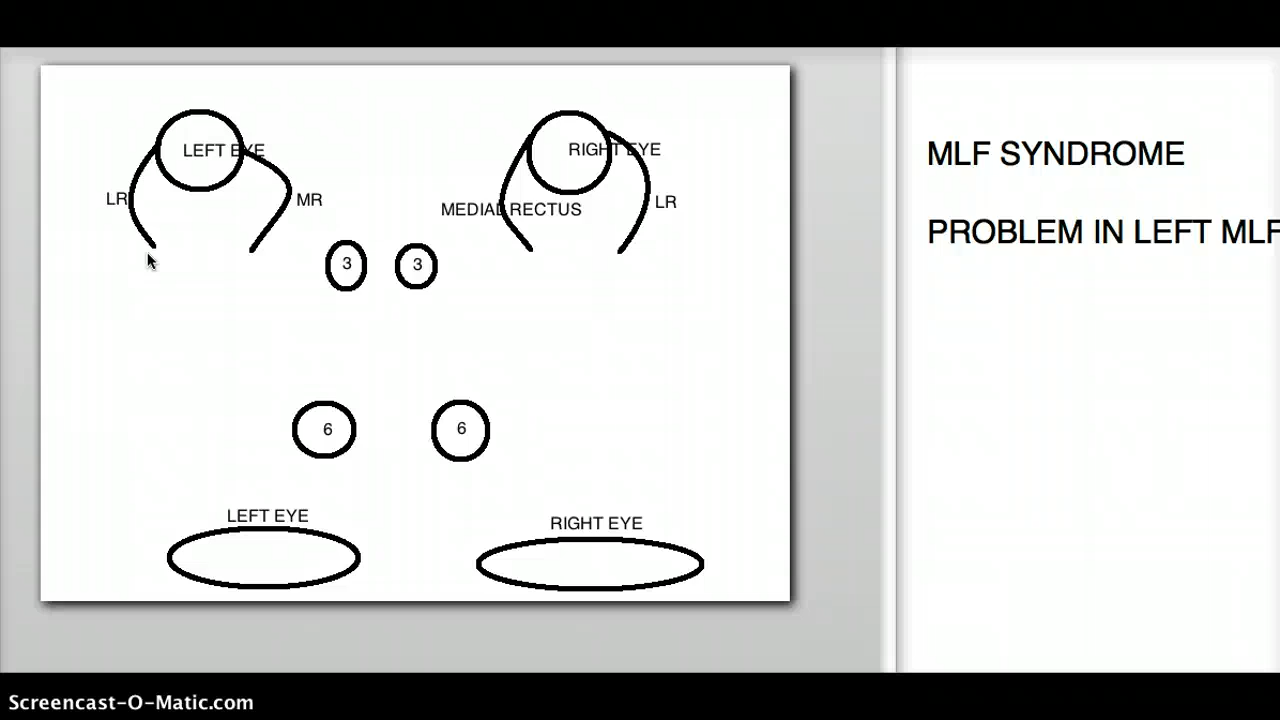 LEFT EYE
RIGHT EYE
MLF SYNDROME
LR
MR
MEDIAL RECTUS
LR
PROBLEM IN LEFT MLF
3
3
6
6
LEFT EYE
RIGHT EYE
Screencast-O-Matic.com